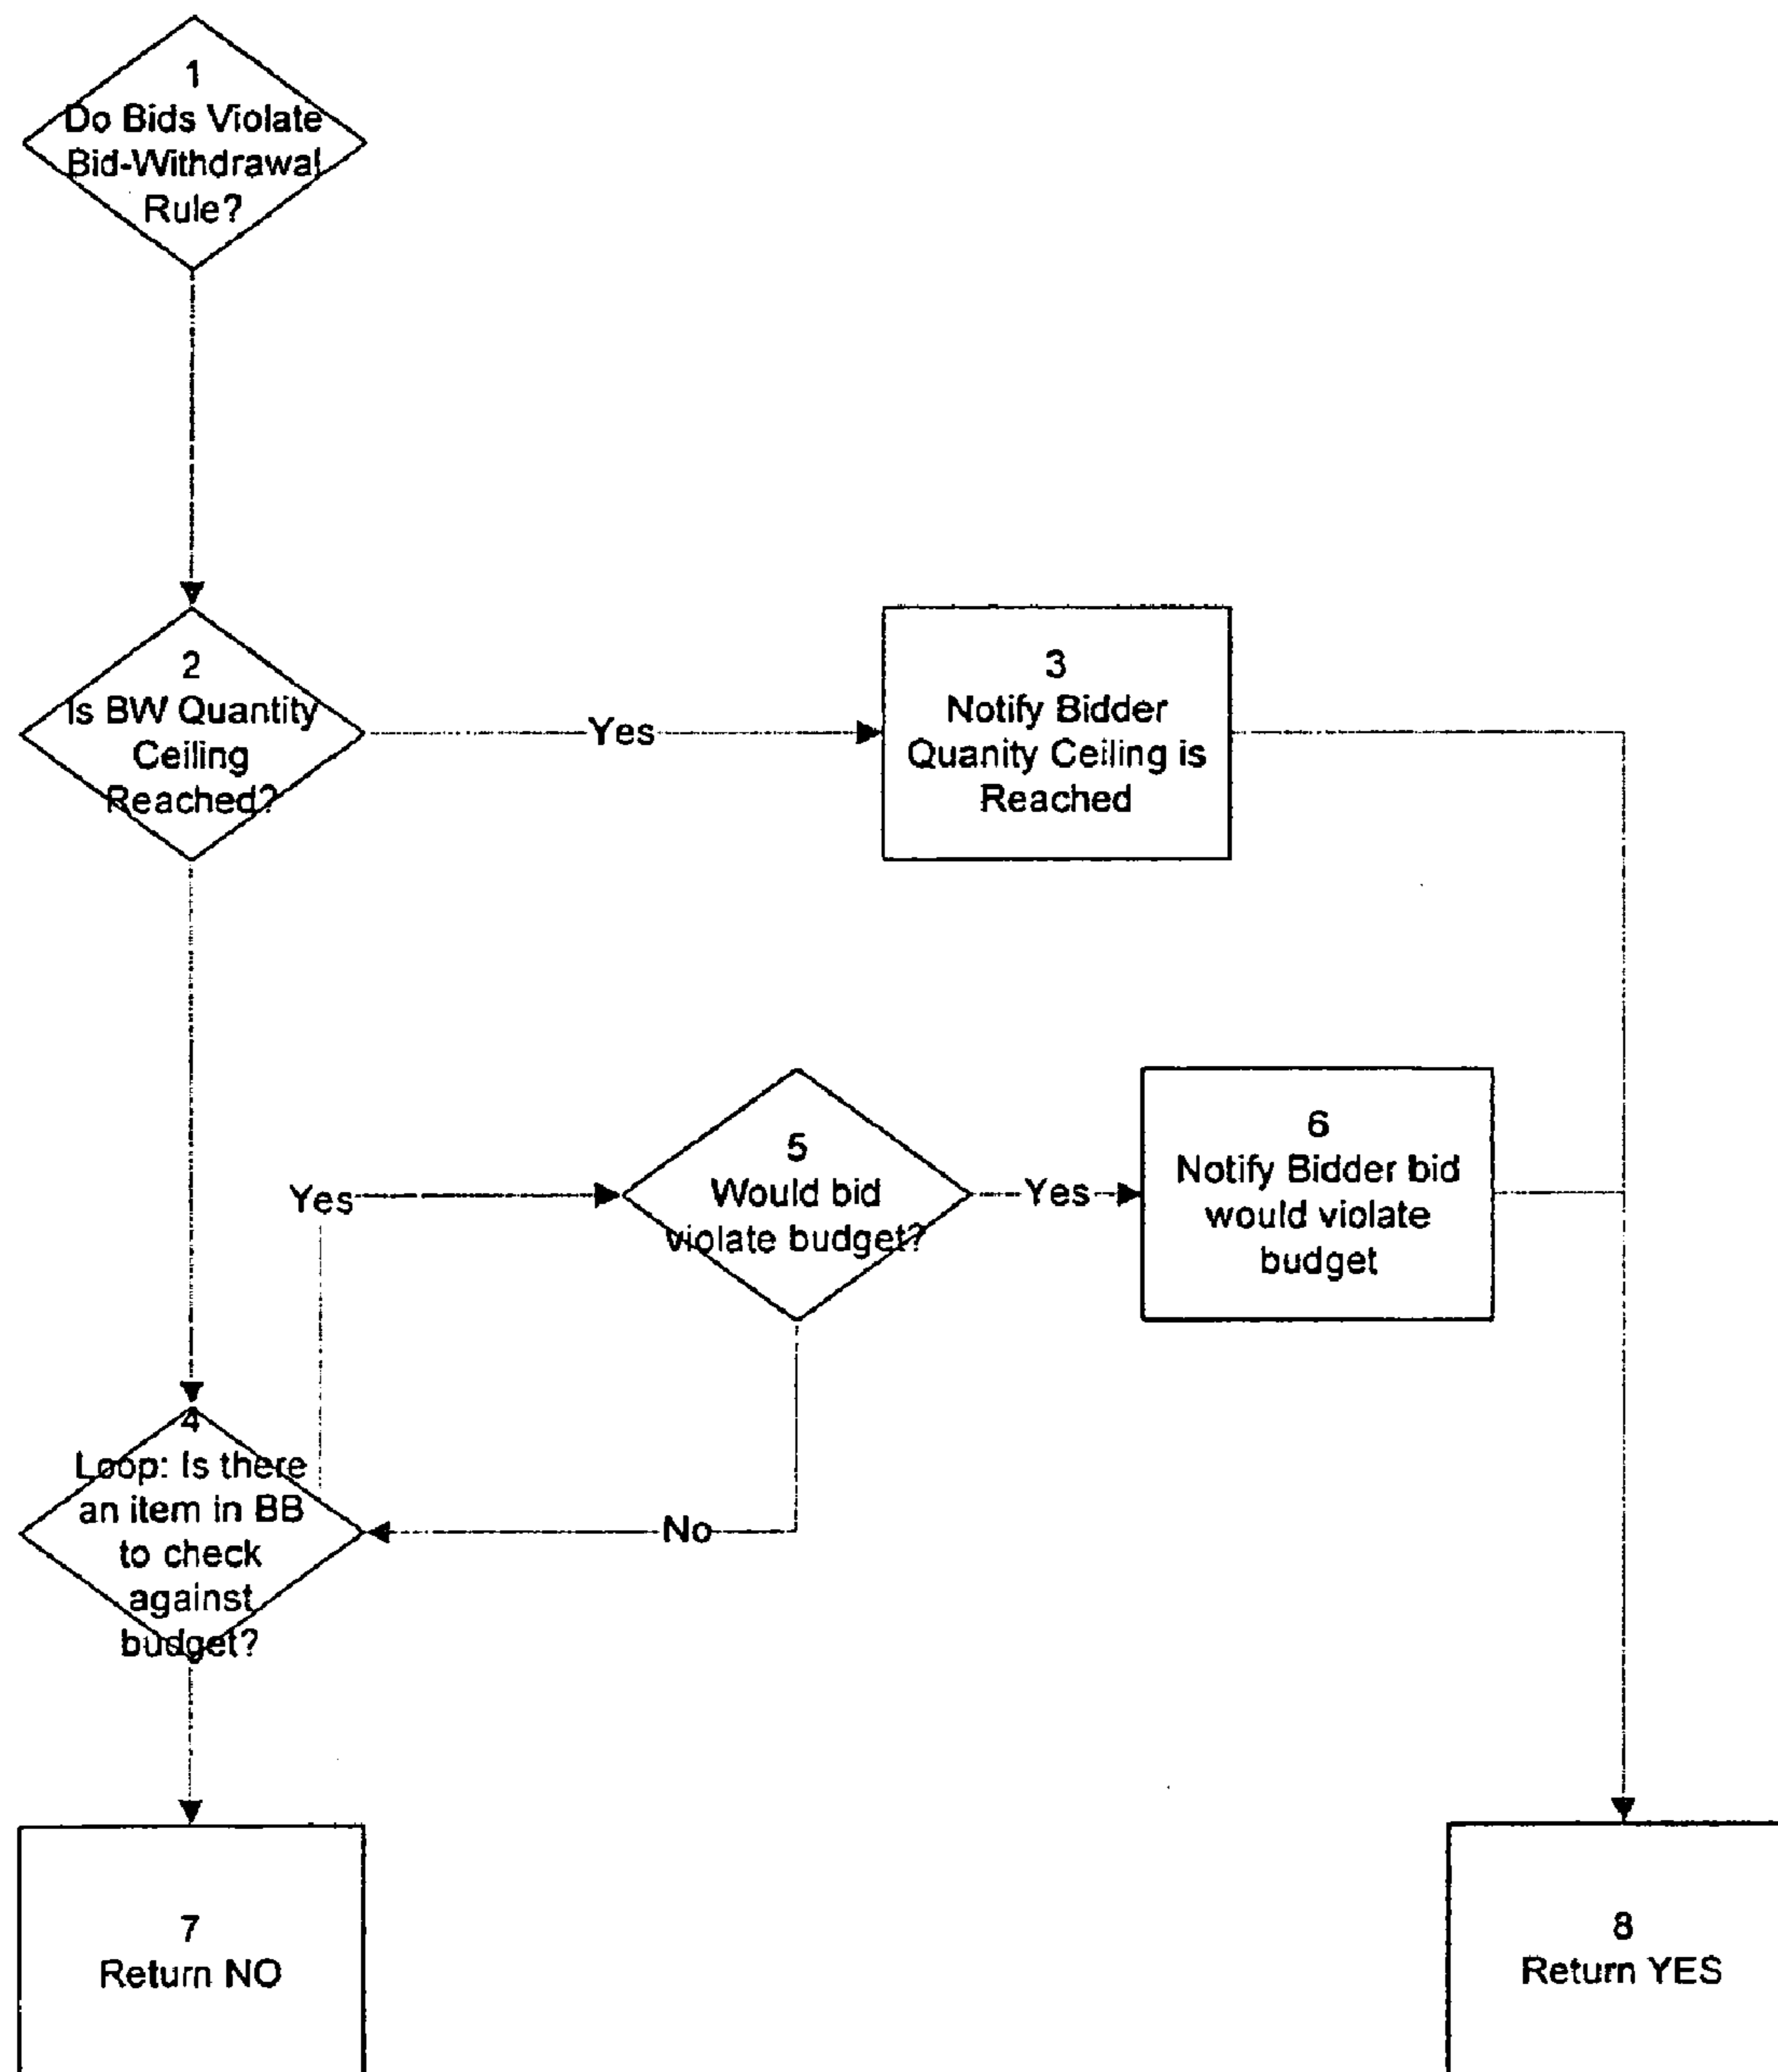 1
Do Bids Violate
Bid-Withdrawal
Rule?
2
Is BW Quantity
Ceiling
Reached?
Yes
3
Notify Bidder
Quanity Ceiling is
Reached
Yes
5
Would bid
violate budget?
Yes
6
Notify Bidder bid
would violate
budget
4
Loop: Is there
an item in BB
to check
against
budget?
No
7
Return NO
8
Return YES